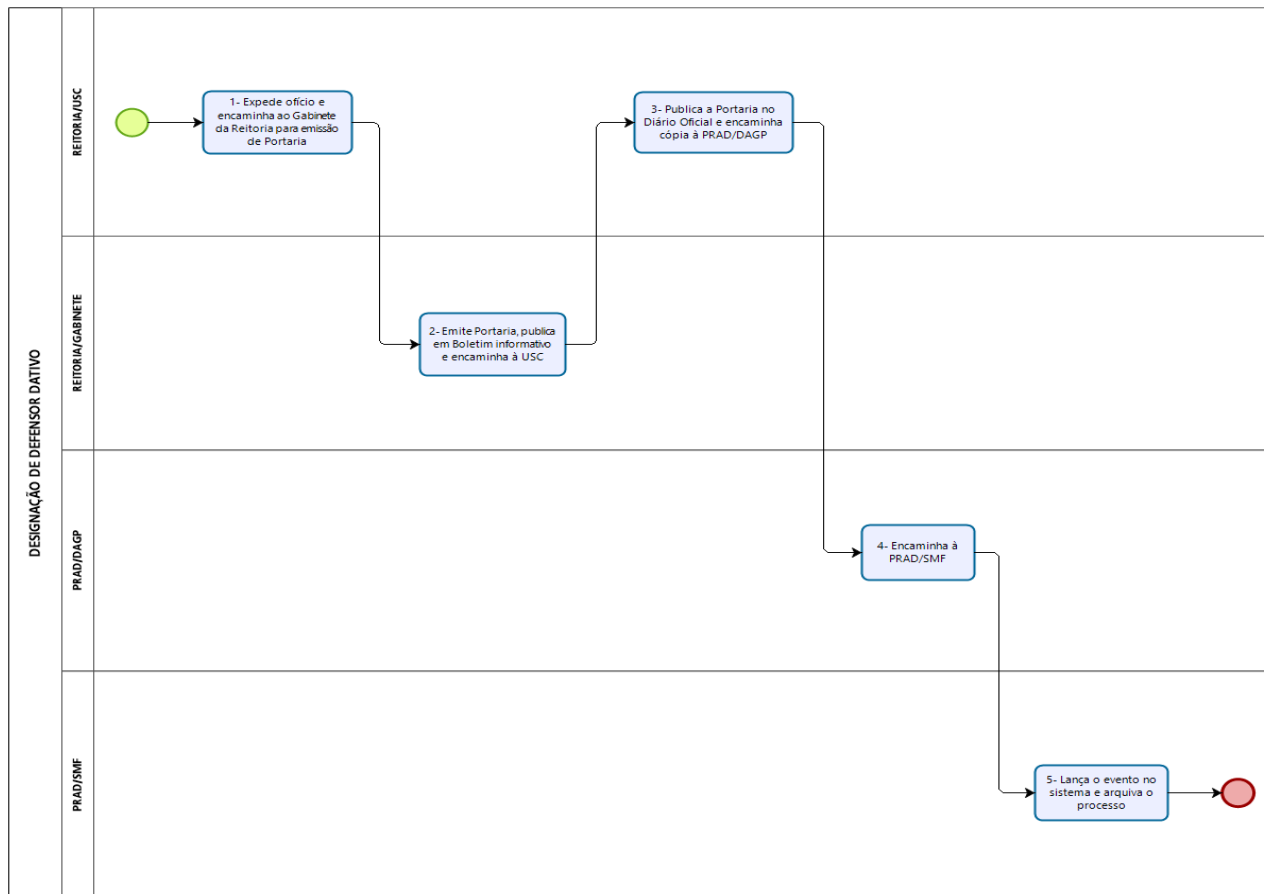 DESIGNAÇÃO DE DEFENSOR DATIVO
REITORIA/USC
1- Expede ofício e
encaminha ao Gabinete
da Reitoria para emissão
de Portaria
3- Publica a Portaria no
Diário Oficial e encaminha
cópia à PRAD/DAGP
REITORIA/GABINETE
2- Emite Portaria, publica
em Boletim informativo
e encaminha à USC
PRAD/DAGP
4- Encaminha à
PRAD/SMF
PRAD/SMF
5- Lança o evento no
sistema e arquiva o
processo